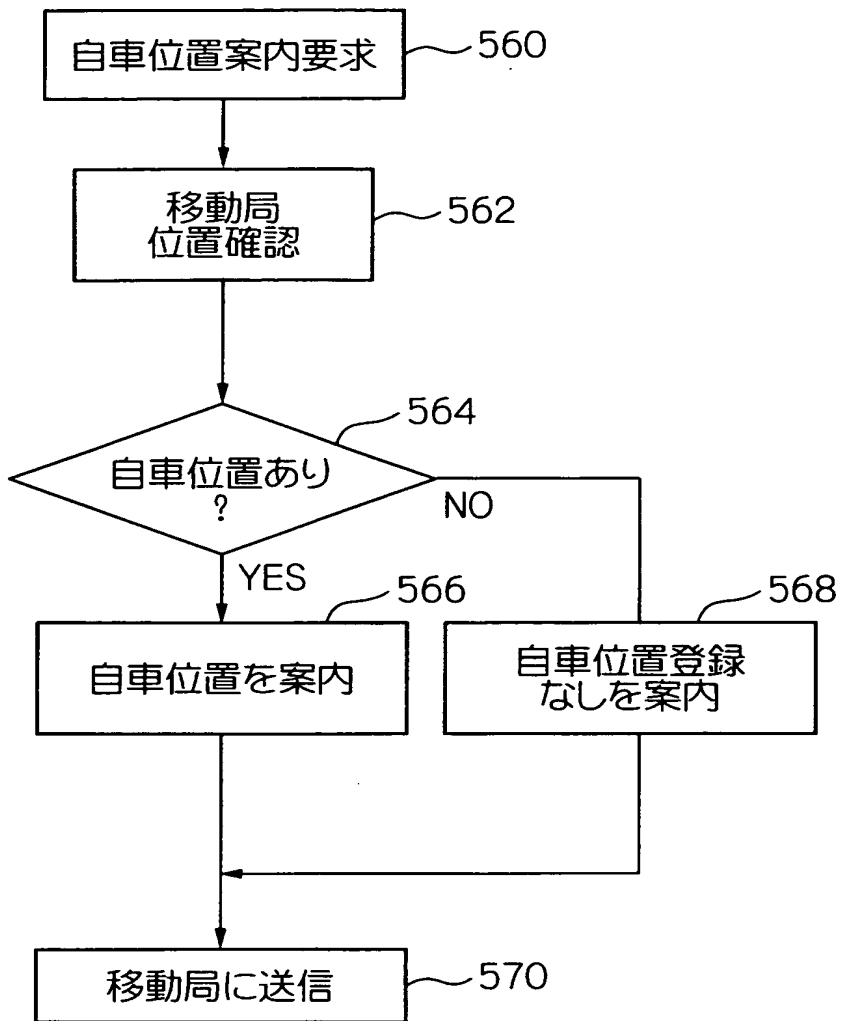 自車位置案内要求
560
移動局
位置確認
562
564
自車位置あり
?
NO
YES
566
568
自車位置を案内
自車位置登録
なしを案内
移動局に送信
570